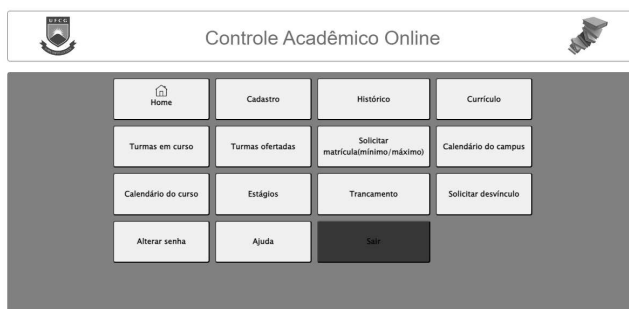 UFCG
Controle Acadêmico Online
Home
Cadastro
Histórico
Currículo
Turmas em curso
Turmas ofertadas
Solicitar
matrícula(mínimo/máximo)
Calendário do campus
Calendário do curso
Estágios
Trancamento
Solicitar desvínculo
Alterar senha
Ajuda
Sair